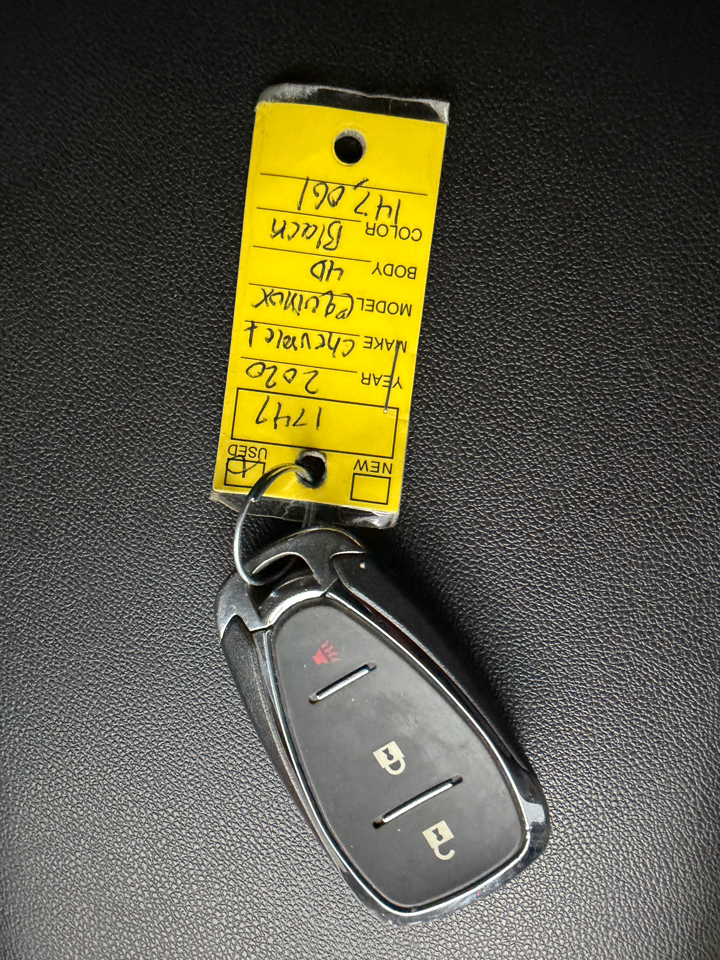 NEW USED
1747
YEAR 2020
MAKE Chevrolet
MODEL Equinox
BODY 4D
COLOR Black
147,061